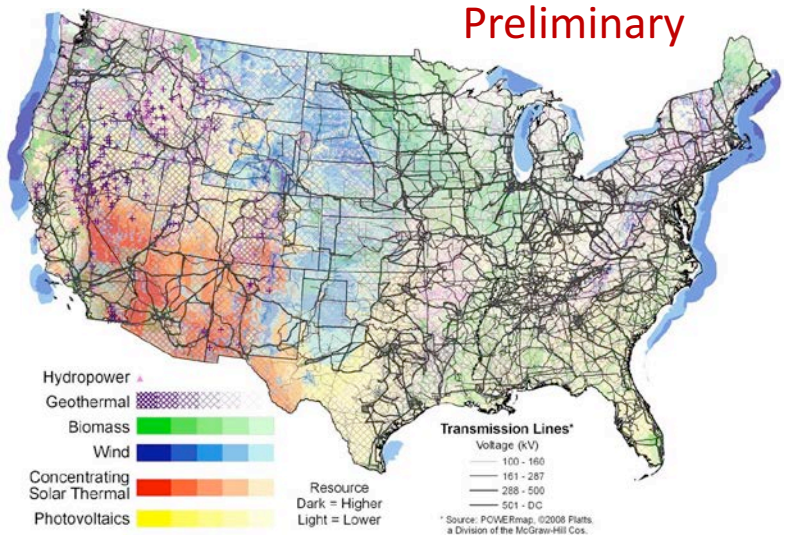 Preliminary
Hydropower
Geothermal
Biomass
Wind
Concentrating
Solar Thermal
Photovoltaics
Resource
Dark = Higher
Light = Lower
Transmission Lines*
Voltage (kV)
100 - 160
161 - 287
288 - 500
501 - DC
* Source: POWERmap, ©2008 Platts,
a Division of the McGraw-Hill Cos.